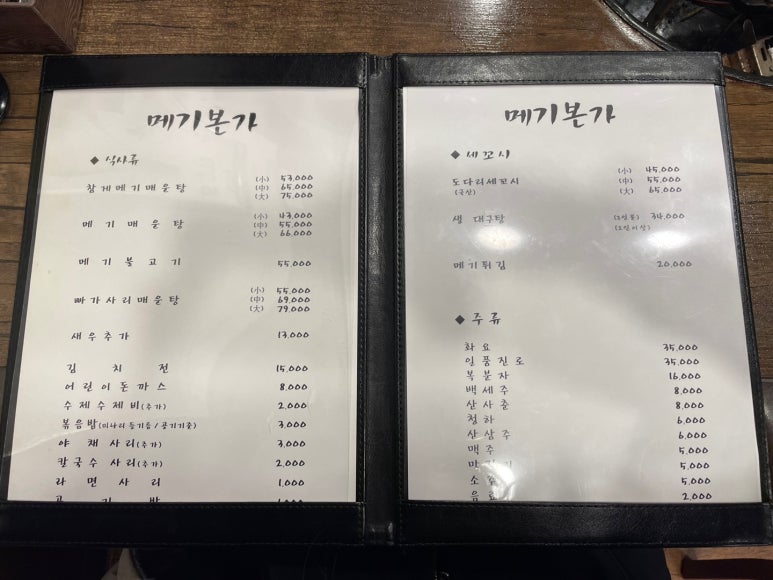 메기본가
◆ 식사류
참게메기매운탕 (小) 53,000
(中) 65,000
(大) 75,000
메기매운탕 (小) 43,000
(中) 55,000
(大) 66,000
메기불고기 55,000
빠가사리매운탕 (小) 55,000
(中) 69,000
(大) 79,000
새우추가 13,000
김치전 15,000
어린이돈까스 8,000
수제수제비(추가) 2,000
볶음밥(미나리 들기름 / 공기기준) 3,000
야채사리(추가) 3,000
칼국수 사리(추가) 2,000
라면사리 1,000
메기본가
◆ 세꼬시
도다리세꼬시 (小) 45,000
(국산) (中) 55,000
(大) 65,000
생 대구탕 34,000
메기튀김 20,000
◆ 주류
화요 35,000
일품진로 35,000
복분자 16,000
백세주 8,000
산사춘 8,000
청하 6,000
산삼주 6,000
맥주 5,000
5,000
소주 5,000
음료 2,000